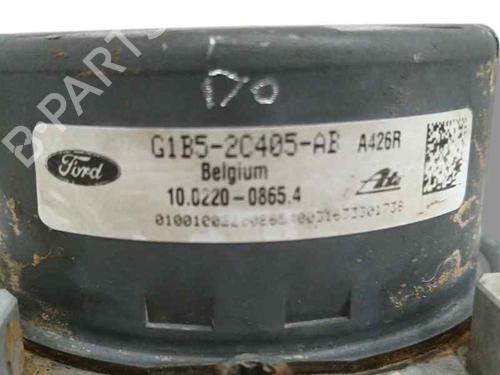 170
G1B5-2C405-AB A426R
Ford
Belgium
10.0220-0865.4
Ate
B-PARTS